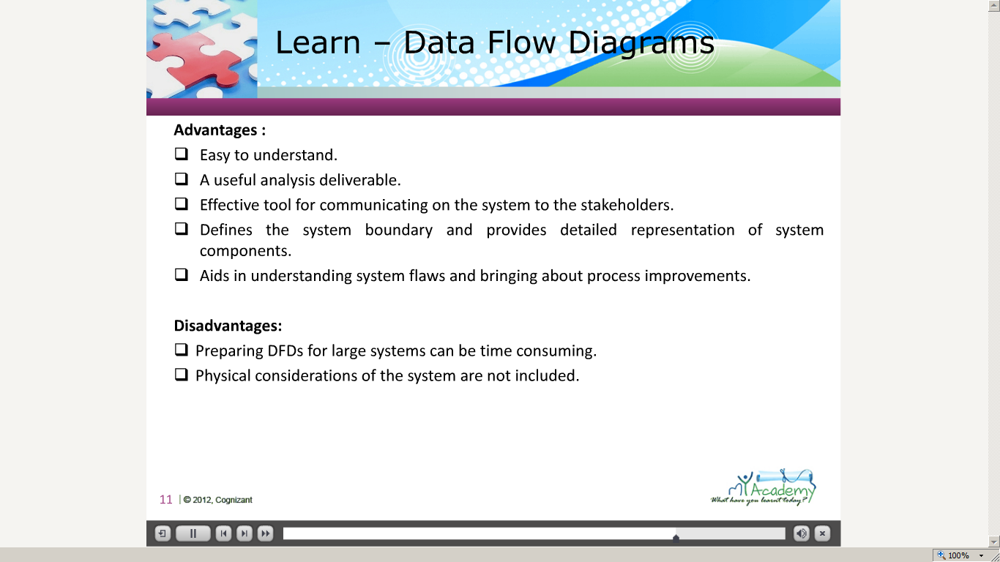 Learn – Data Flow Diagrams
Advantages :
❑ Easy to understand.
❑ A useful analysis deliverable.
❑ Effective tool for communicating on the system to the stakeholders.
❑ Defines the system boundary and provides detailed representation of system
components.
❑ Aids in understanding system flaws and bringing about process improvements.
Disadvantages:
❑ Preparing DFDs for large systems can be time consuming.
❑ Physical considerations of the system are not included.
myAcademy
What have you learnt today?
11 | © 2012, Cognizant
100%